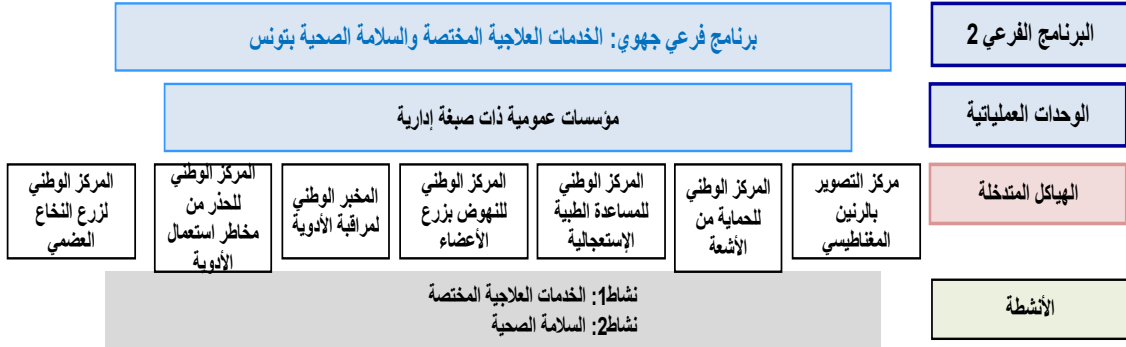 البرنامج الفرعي 2
برنامج فرعي جهوي: الخدمات العلاجية المختصة والسلامة الصحية بتونس
الوحدات العملياتية
مؤسسات عمومية ذات صبغة إدارية
الهياكل المتدخلة
مركز التصوير
بالرنين
المغناطيسي
المركز الوطني
للحماية من
الأشعة
المركز الوطني
للمساعدة الطبية
الإستعجالية
المركز الوطني
للنهوض بزرع
الأعضاء
المخبر الوطني
لمراقبة الأدوية
المركز الوطني
للحذر من
مخاطر استعمال
الأدوية
المركز الوطني
لزرع النخاع
العضمي
الأنشطة
نشاط1: الخدمات العلاجية المختصة
نشاط2: السلامة الصحية